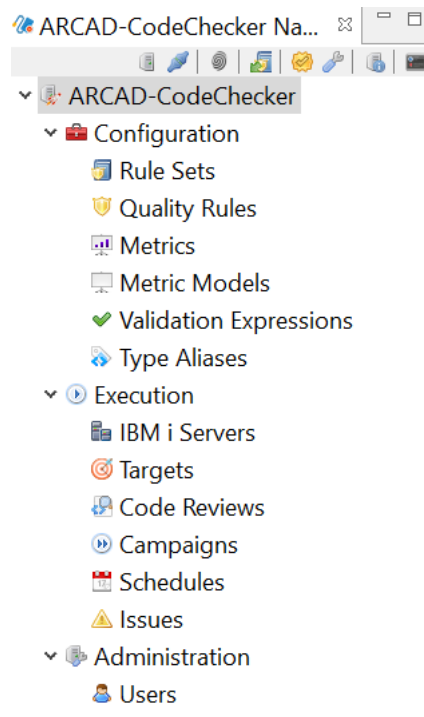 ARCAD-CodeChecker Na...
ARCAD-CodeChecker
Configuration
Rule Sets
Quality Rules
Metrics
Metric Models
Validation Expressions
Type Aliases
Execution
IBM i Servers
Targets
Code Reviews
Campaigns
Schedules
Issues
Administration
Users